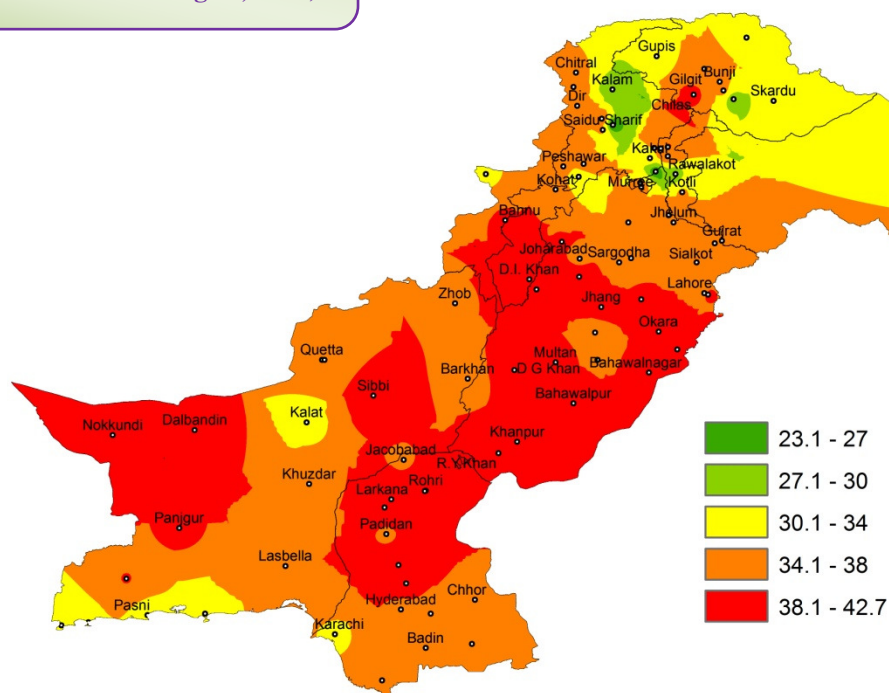 Gupis
Chitral
Kalam
Gilgit
Bunji
Skardu
Dir
Chilas
Saidu Sharif
Kakul
Peshawar
Rawalakot
Kohat
Murree
Kotli
Bannu
Jhelum
Gujrat
Joharabad
Sargodha
Sialkot
D.I. Khan
Zhob
Jhang
Lahore
Okara
Quetta
Multan
Barkhan
D G Khan
Bahawalnagar
Sibbi
Bahawalpur
Kalat
Nokkundi
Dalbandin
Khanpur
Jacobabad
R.Y.Khan
Khuzdar
Rohri
Larkana
Panjgur
Padidan
Lasbella
Chhor
Pasni
Hyderabad
Karachi
Badin
23.1 - 27
27.1 - 30
30.1 - 34
34.1 - 38
38.1 - 42.7